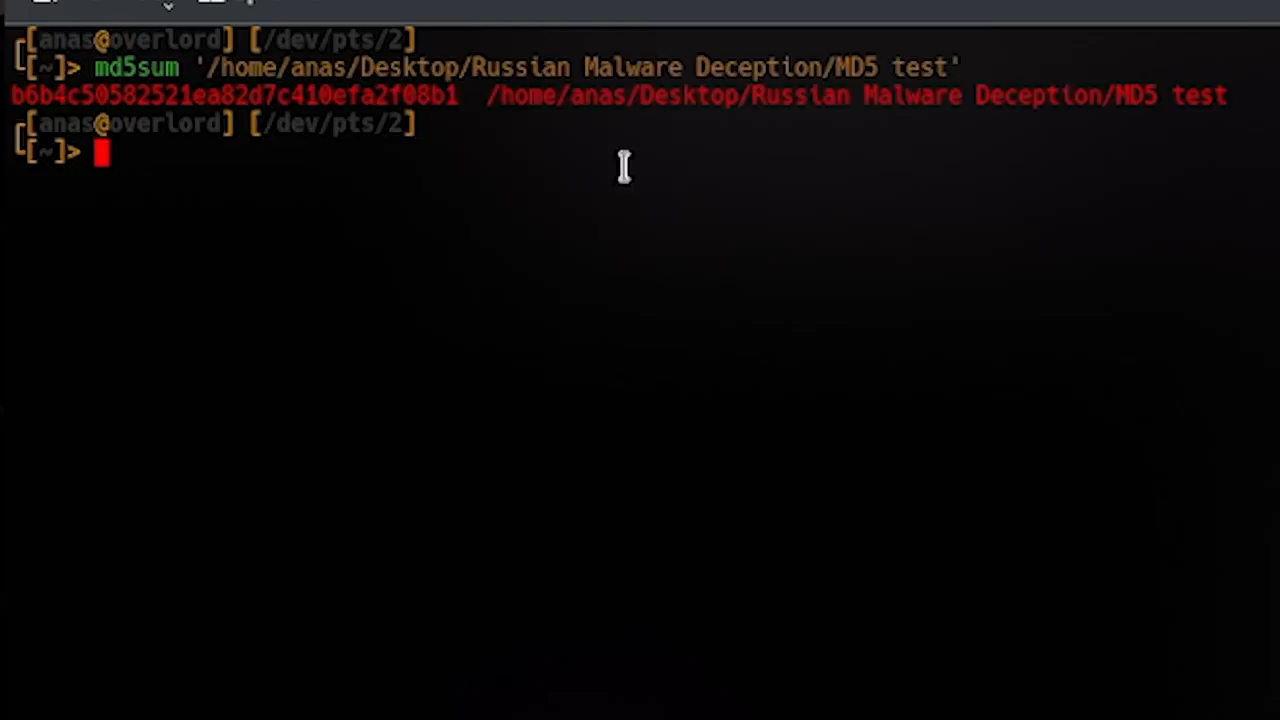 [anas@overlord] [/dev/pts/2]
[~]> md5sum '/home/anas/Desktop/Russian Malware Deception/MD5 test'
b6b4c50582521ea82d7c410efa2f08b1  /home/anas/Desktop/Russian Malware Deception/MD5 test
[anas@overlord] [/dev/pts/2]
[~]>